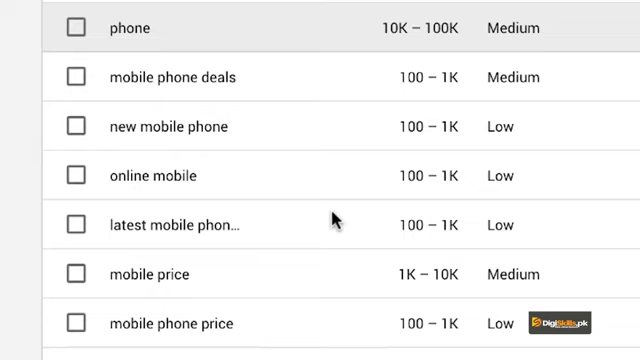 phone 10K – 100K Medium
mobile phone deals 100 – 1K Medium
new mobile phone 100 – 1K Low
online mobile 100 – 1K Low
latest mobile phon... 100 – 1K Low
mobile price 1K – 10K Medium
mobile phone price 100 – 1K Low
DigiSkills.pk